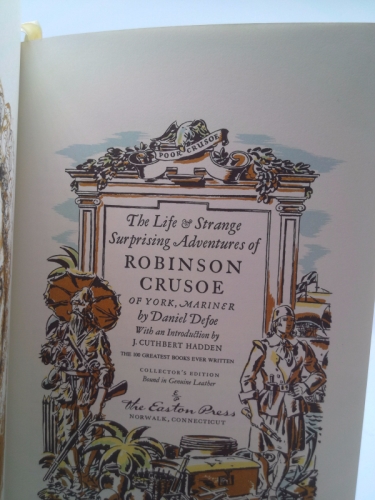 POOR CRUSOE
The Life & Strange
Surprising Adventures of
ROBINSON
CRUSOE
OF YORK, MARINER
by Daniel Defoe
With an Introduction by
J. CUTHBERT HADDEN
THE 100 GREATEST BOOKS EVER WRITTEN
COLLECTOR'S EDITION
Bound in Genuine Leather
The Easton Press
NORWALK, CONNECTICUT